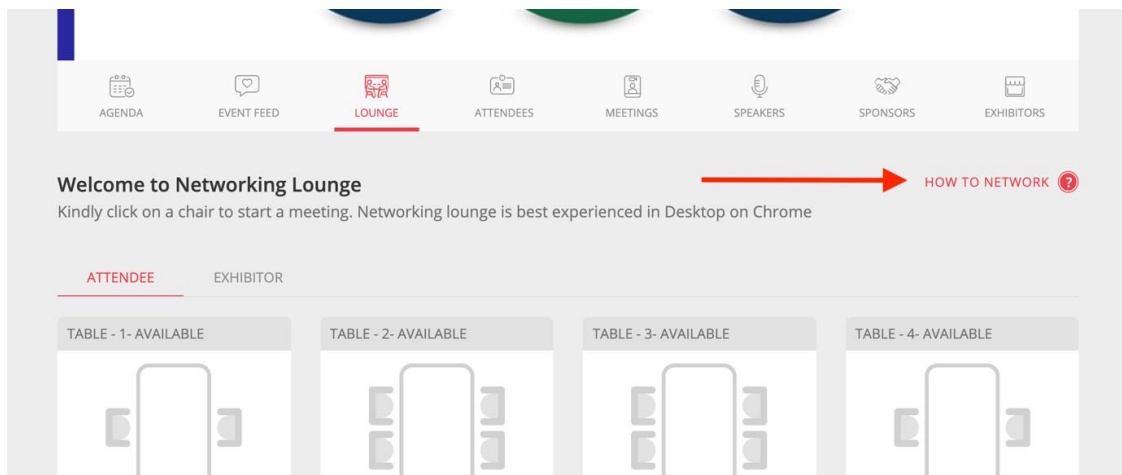 AGENDA
EVENT FEED
LOUNGE
ATTENDEES
MEETINGS
SPEAKERS
SPONSORS
EXHIBITORS
Welcome to Networking Lounge
HOW TO NETWORK ?
Kindly click on a chair to start a meeting. Networking lounge is best experienced in Desktop on Chrome
ATTENDEE
EXHIBITOR
TABLE - 1- AVAILABLE
TABLE - 2- AVAILABLE
TABLE - 3- AVAILABLE
TABLE - 4- AVAILABLE